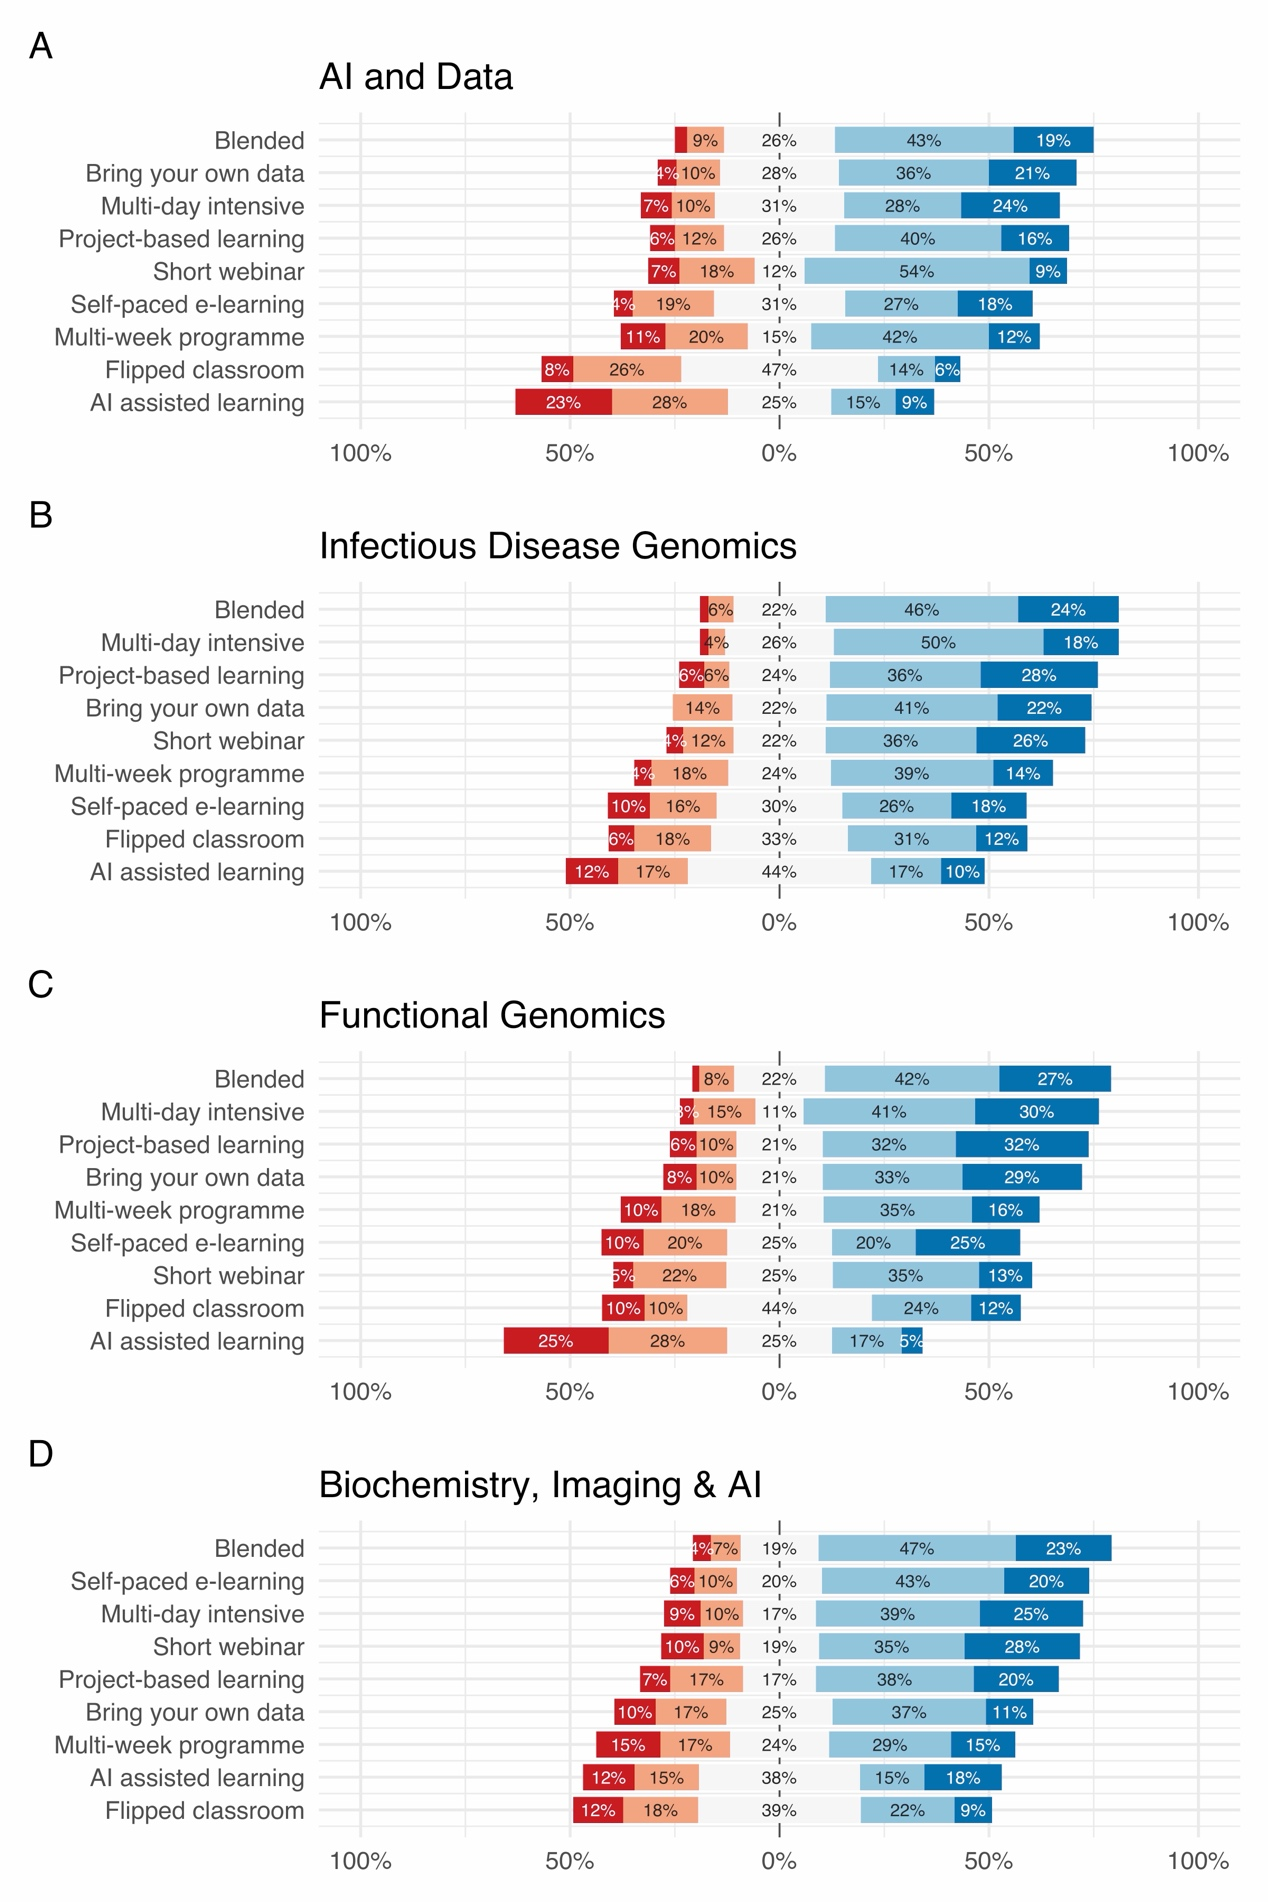 A
AI and Data
Blended 9% 26% 43% 19%
Bring your own data 4% 10% 28% 36% 21%
Multi-day intensive 7% 10% 31% 28% 24%
Project-based learning 6% 12% 26% 40% 16%
Short webinar 7% 18% 12% 54% 9%
Self-paced e-learning 4% 19% 31% 27% 18%
Multi-week programme 11% 20% 15% 42% 12%
Flipped classroom 8% 26% 47% 14% 6%
AI assisted learning 23% 28% 25% 15% 9%
100% 50% 0% 50% 100%
B
Infectious Disease Genomics
Blended 6% 22% 46% 24%
Multi-day intensive 4% 26% 50% 18%
Project-based learning 6% 6% 24% 36% 28%
Bring your own data 14% 22% 41% 22%
Short webinar 4% 12% 22% 36% 26%
Multi-week programme 4% 18% 24% 39% 14%
Self-paced e-learning 10% 16% 30% 26% 18%
Flipped classroom 6% 18% 33% 31% 12%
AI assisted learning 12% 17% 44% 17% 10%
100% 50% 0% 50% 100%
C
Functional Genomics
Blended 8% 22% 42% 27%
Multi-day intensive 3% 15% 11% 41% 30%
Project-based learning 6% 10% 21% 32% 32%
Bring your own data 8% 10% 21% 33% 29%
Multi-week programme 10% 18% 21% 35% 16%
Self-paced e-learning 10% 20% 25% 20% 25%
Short webinar 5% 22% 25% 35% 13%
Flipped classroom 10% 10% 44% 24% 12%
AI assisted learning 25% 28% 25% 17% 5%
100% 50% 0% 50% 100%
D
Biochemistry, Imaging & AI
Blended 4% 7% 19% 47% 23%
Self-paced e-learning 6% 10% 20% 43% 20%
Multi-day intensive 9% 10% 17% 39% 25%
Short webinar 10% 9% 19% 35% 28%
Project-based learning 7% 17% 17% 38% 20%
Bring your own data 10% 17% 25% 37% 11%
Multi-week programme 15% 17% 24% 29% 15%
AI assisted learning 12% 15% 38% 15% 18%
Flipped classroom 12% 18% 39% 22% 9%
100% 50% 0% 50% 100%